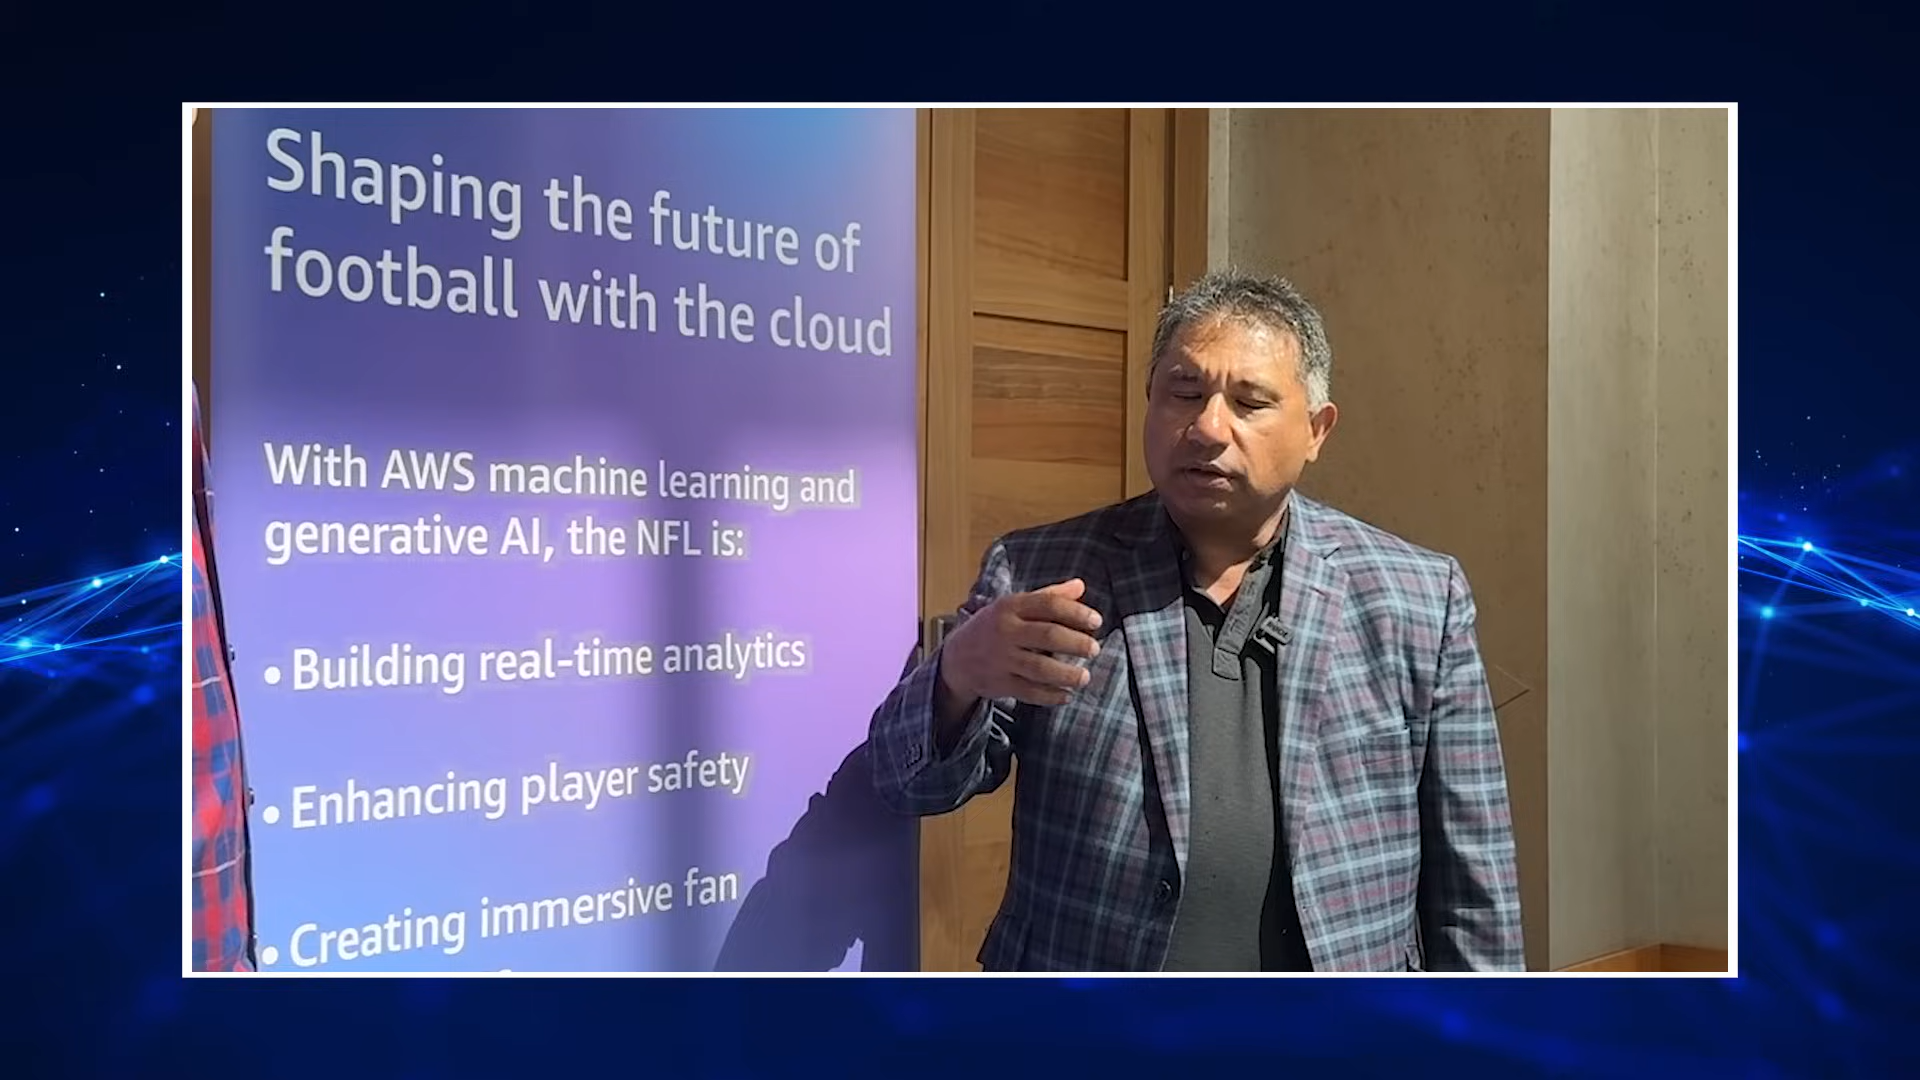 Shaping the future of
football with the cloud
With AWS machine learning and
generative AI, the NFL is:
• Building real-time analytics
• Enhancing player safety
• Creating immersive fan